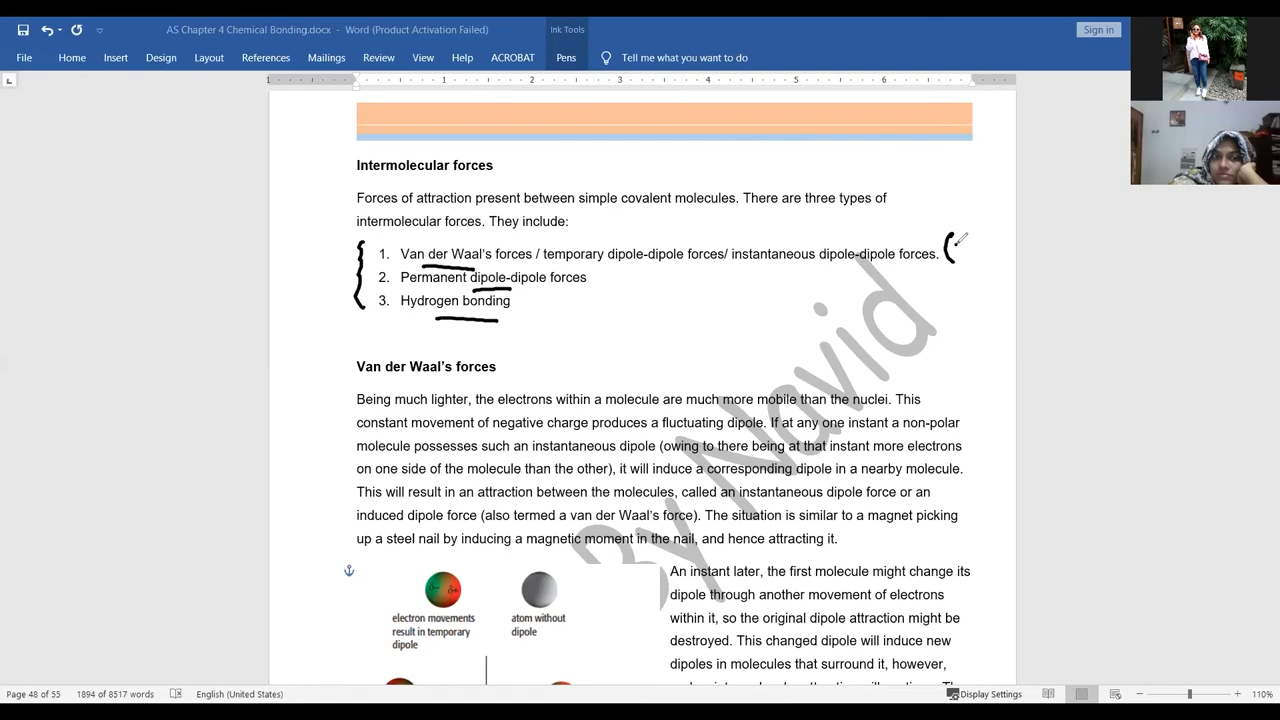 AS Chapter 4 Chemical Bonding.docx - Word (Product Activation Failed)
Ink Tools
Sign in
File Home Insert Design Layout References Mailings Review View Help ACROBAT Pens Tell me what you want to do
1 1 2 3 4 5 6
Intermolecular forces
Forces of attraction present between simple covalent molecules. There are three types of
intermolecular forces. They include:
1. Van der Waal's forces / temporary dipole-dipole forces/ instantaneous dipole-dipole forces.
2. Permanent dipole-dipole forces
3. Hydrogen bonding
Van der Waal's forces
Being much lighter, the electrons within a molecule are much more mobile than the nuclei. This
constant movement of negative charge produces a fluctuating dipole. If at any one instant a non-polar
molecule possesses such an instantaneous dipole (owing to there being at that instant more electrons
on one side of the molecule than the other), it will induce a corresponding dipole in a nearby molecule.
This will result in an attraction between the molecules, called an instantaneous dipole force or an
induced dipole force (also termed a van der Waal's force). The situation is similar to a magnet picking
up a steel nail by inducing a magnetic moment in the nail, and hence attracting it.
By Navid
δ− δ+
electron movements
result in temporary
dipole
atom without
dipole
An instant later, the first molecule might change its
dipole through another movement of electrons
within it, so the original dipole attraction might be
destroyed. This changed dipole will induce new
dipoles in molecules that surround it, however,
Page 48 of 55 1894 of 8517 words English (United States) Display Settings 110%